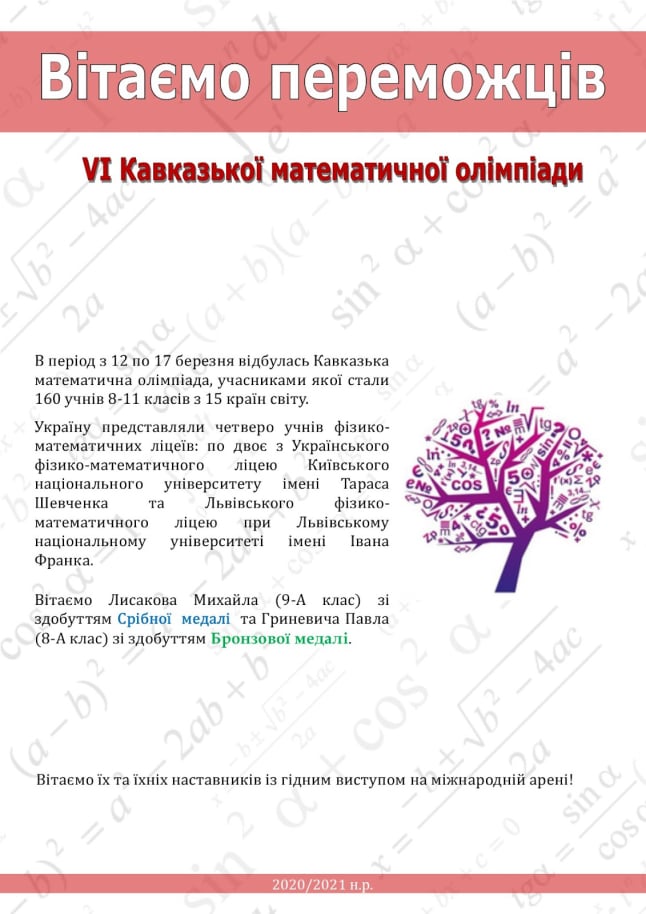 Вітаємо переможців
VI Кавказької математичної олімпіади
В період з 12 по 17 березня відбулась Кавказька
математична олімпіада, учасниками якої стали
160 учнів 8-11 класів з 15 країн світу.
Україну представляли четверо учнів фізико-
математичних ліцеїв: по двоє з Українського
фізико-математичного ліцею Київського
національного університету імені Тараса
Шевченка та Львівського фізико-
математичного ліцею при Львівському
національному університеті імені Івана
Франка.
Вітаємо Лисакова Михайла (9-А клас) зі
здобуттям Срібної медалі та Гриневича Павла
(8-А клас) зі здобуттям Бронзової медалі.
Вітаємо їх та їхніх наставників із гідним виступом на міжнародній арені!
2020/2021 н.р.